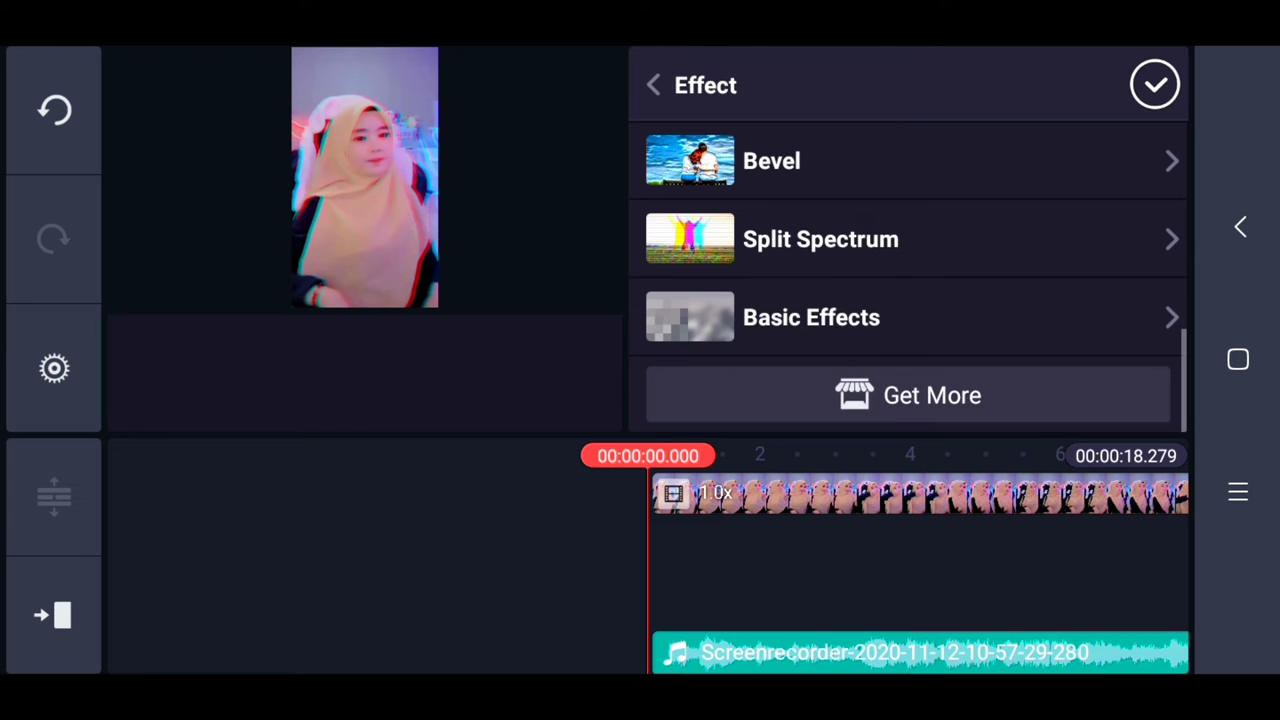 Effect
Bevel
Split Spectrum
Basic Effects
Get More
00:00:00.000
2
4
6
00:00:18.279
1.0x
Screenrecorder-2020-11-12-10-57-29-280